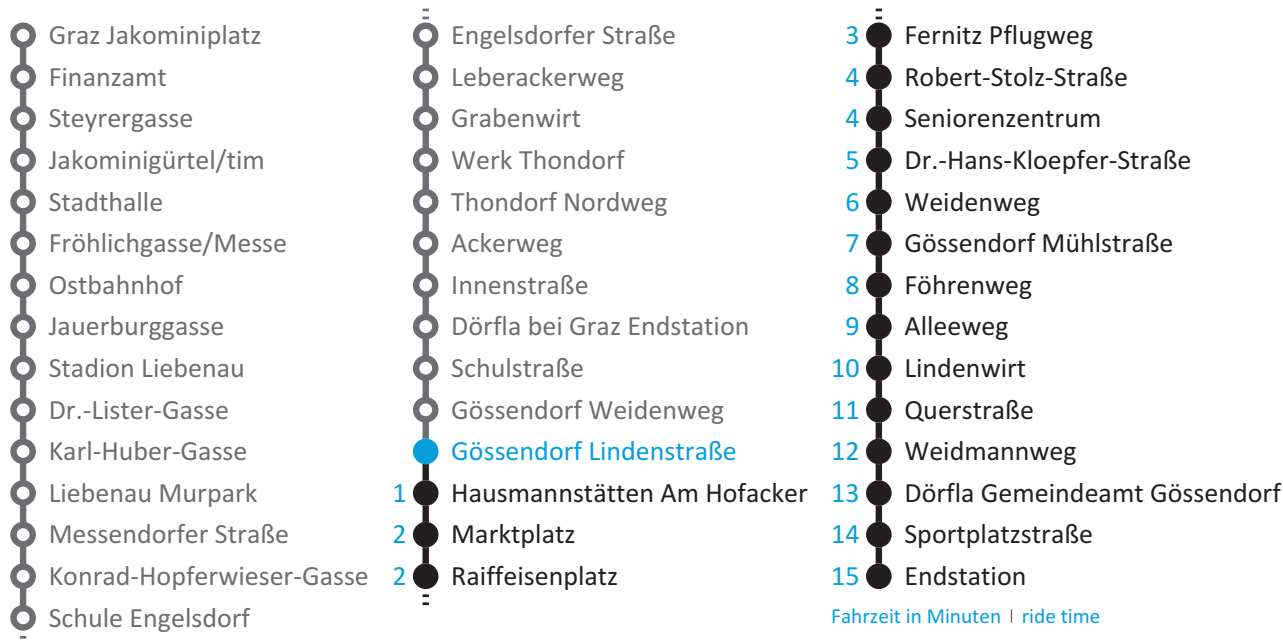 Graz Jakominiplatz
Finanzamt
Steyrergasse
Jakominigürtel/tim
Stadthalle
Fröhlichgasse/Messe
Ostbahnhof
Jauerburggasse
Stadion Liebenau
Dr.-Lister-Gasse
Karl-Huber-Gasse
Liebenau Murpark
Messendorfer Straße
Konrad-Hopferwieser-Gasse
Schule Engelsdorf
Engelsdorfer Straße
Leberackerweg
Grabenwirt
Werk Thondorf
Thondorf Nordweg
Ackerweg
Innenstraße
Dörfla bei Graz Endstation
Schulstraße
Gössendorf Weidenweg
Gössendorf Lindenstraße
1 Hausmannstätten Am Hofacker
2 Marktplatz
2 Raiffeisenplatz
3 Fernitz Pflugweg
4 Robert-Stolz-Straße
4 Seniorenzentrum
5 Dr.-Hans-Kloepfer-Straße
6 Weidenweg
7 Gössendorf Mühlstraße
8 Föhrenweg
9 Alleeweg
10 Lindenwirt
11 Querstraße
12 Weidmannweg
13 Dörfla Gemeindeamt Gössendorf
14 Sportplatzstraße
15 Endstation
Fahrzeit in Minuten | ride time